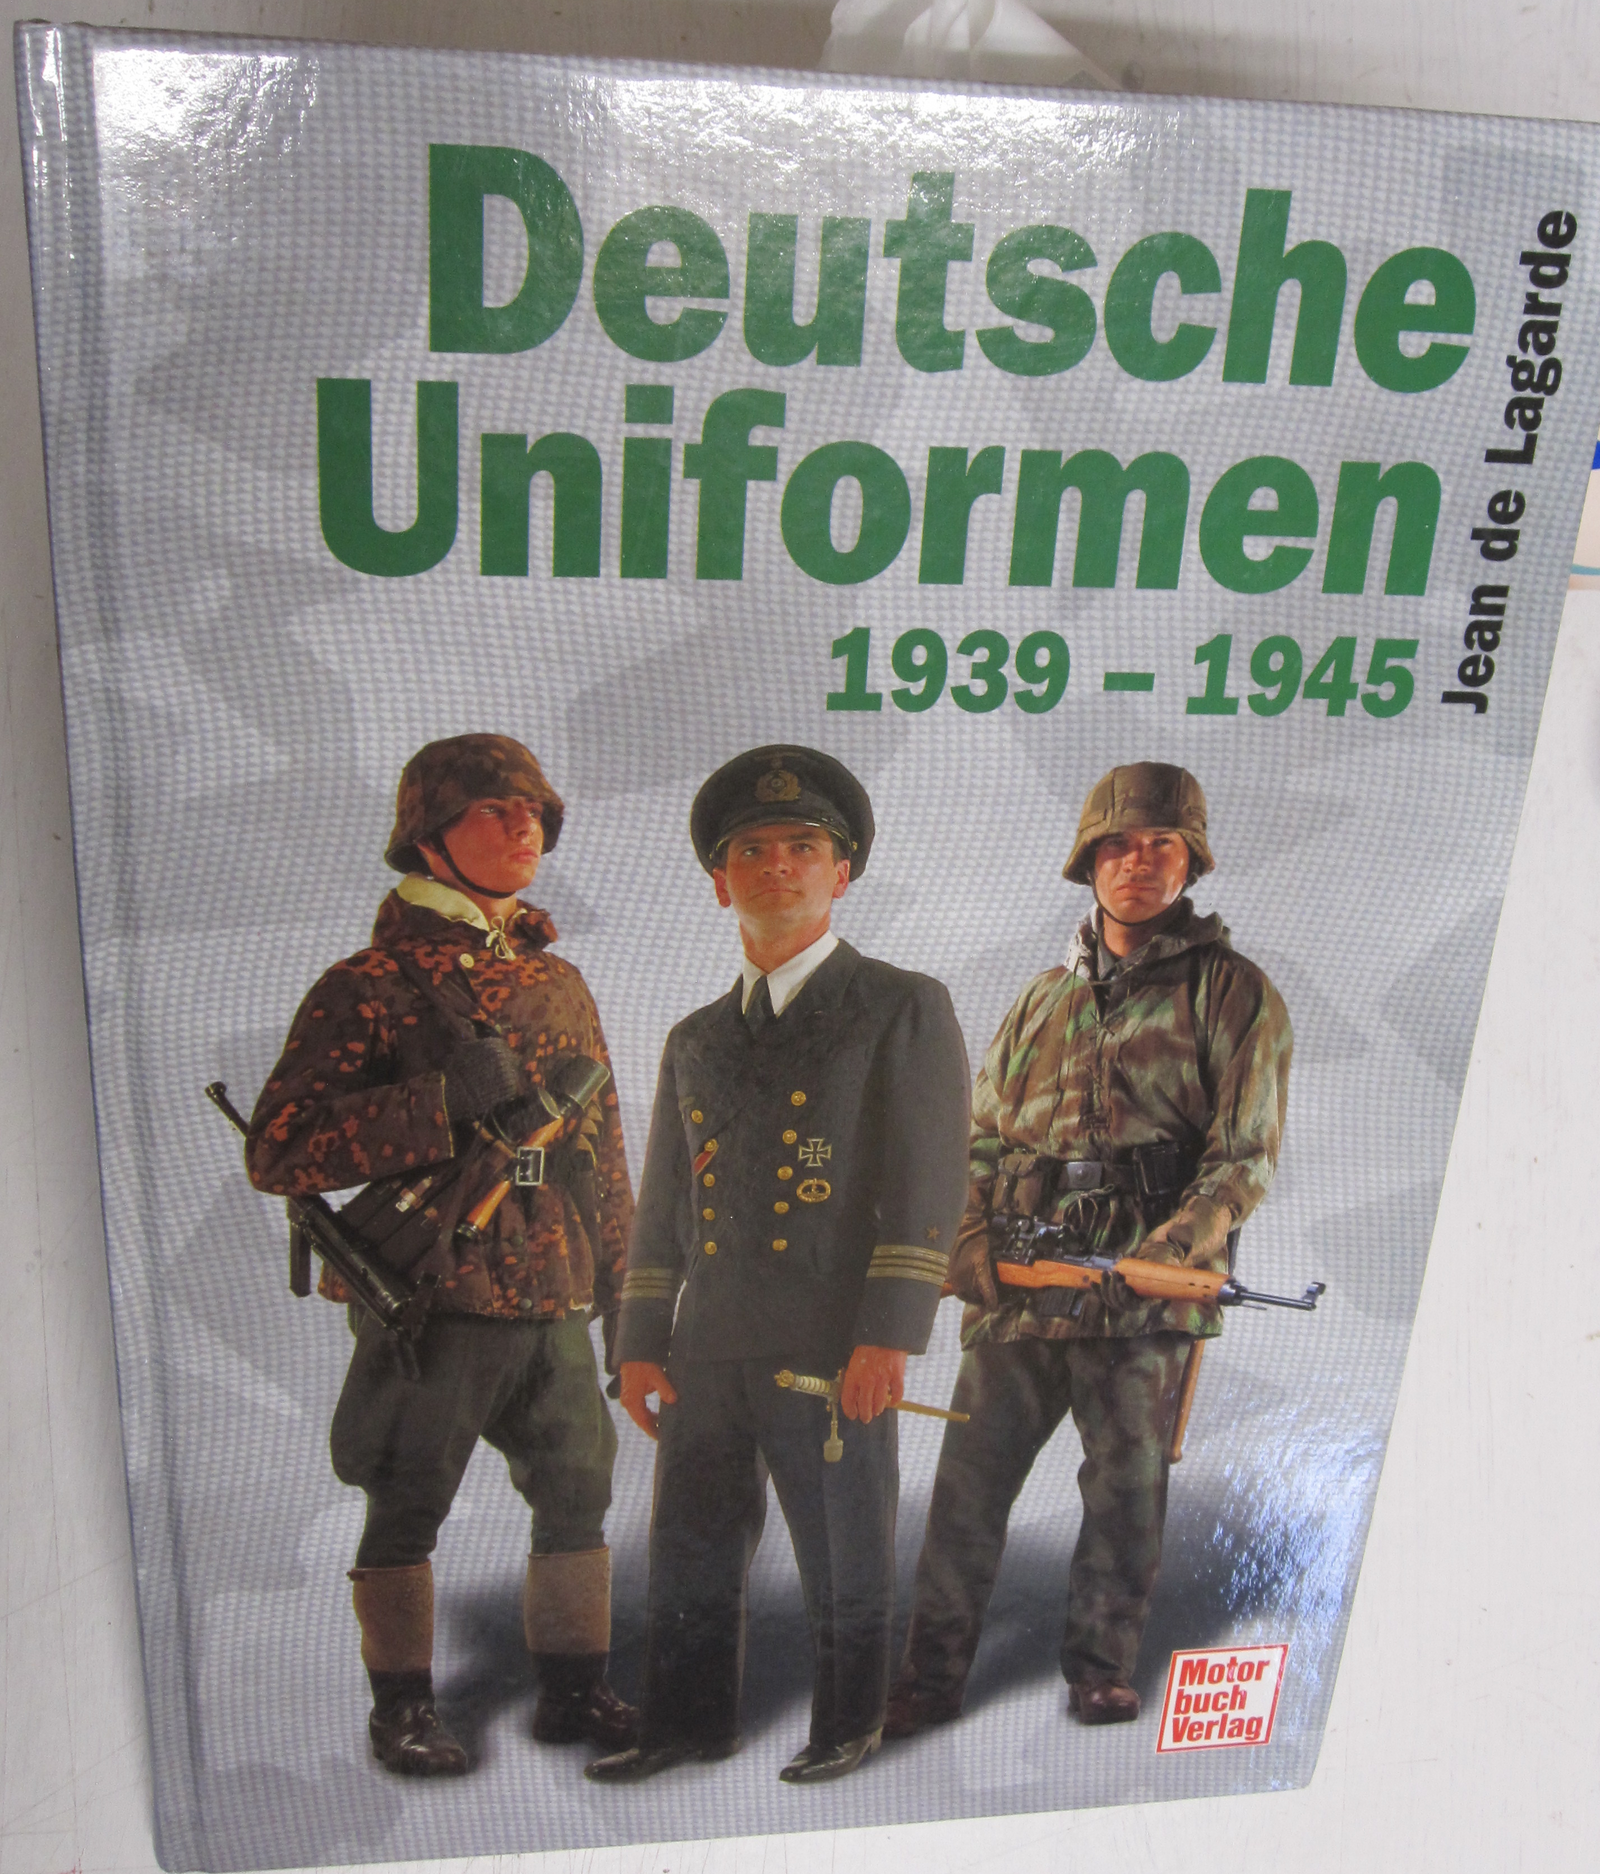 Deutsche
Uniformen
1939 – 1945
Jean de Lagarde
Motor
buch
Verlag